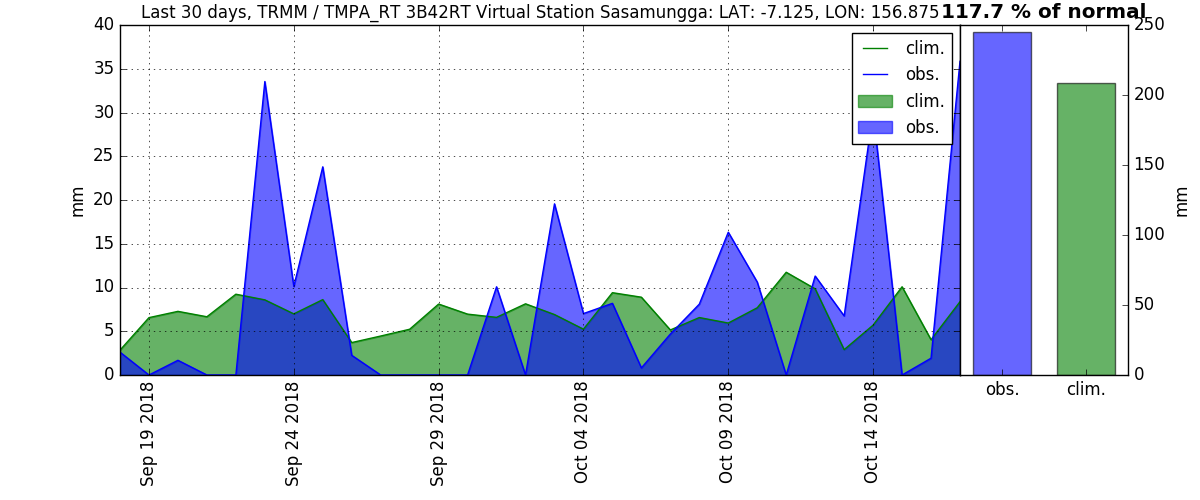 Last 30 days, TRMM / TMPA_RT 3B42RT Virtual Station Sasamungga: LAT: -7.125, LON: 156.875
117.7 % of normal
40
35
30
25
20
15
10
5
0
mm
clim.
obs.
clim.
obs.
Sep 19 2018
Sep 24 2018
Sep 29 2018
Oct 04 2018
Oct 09 2018
Oct 14 2018
250
200
150
100
50
0
mm
obs.
clim.